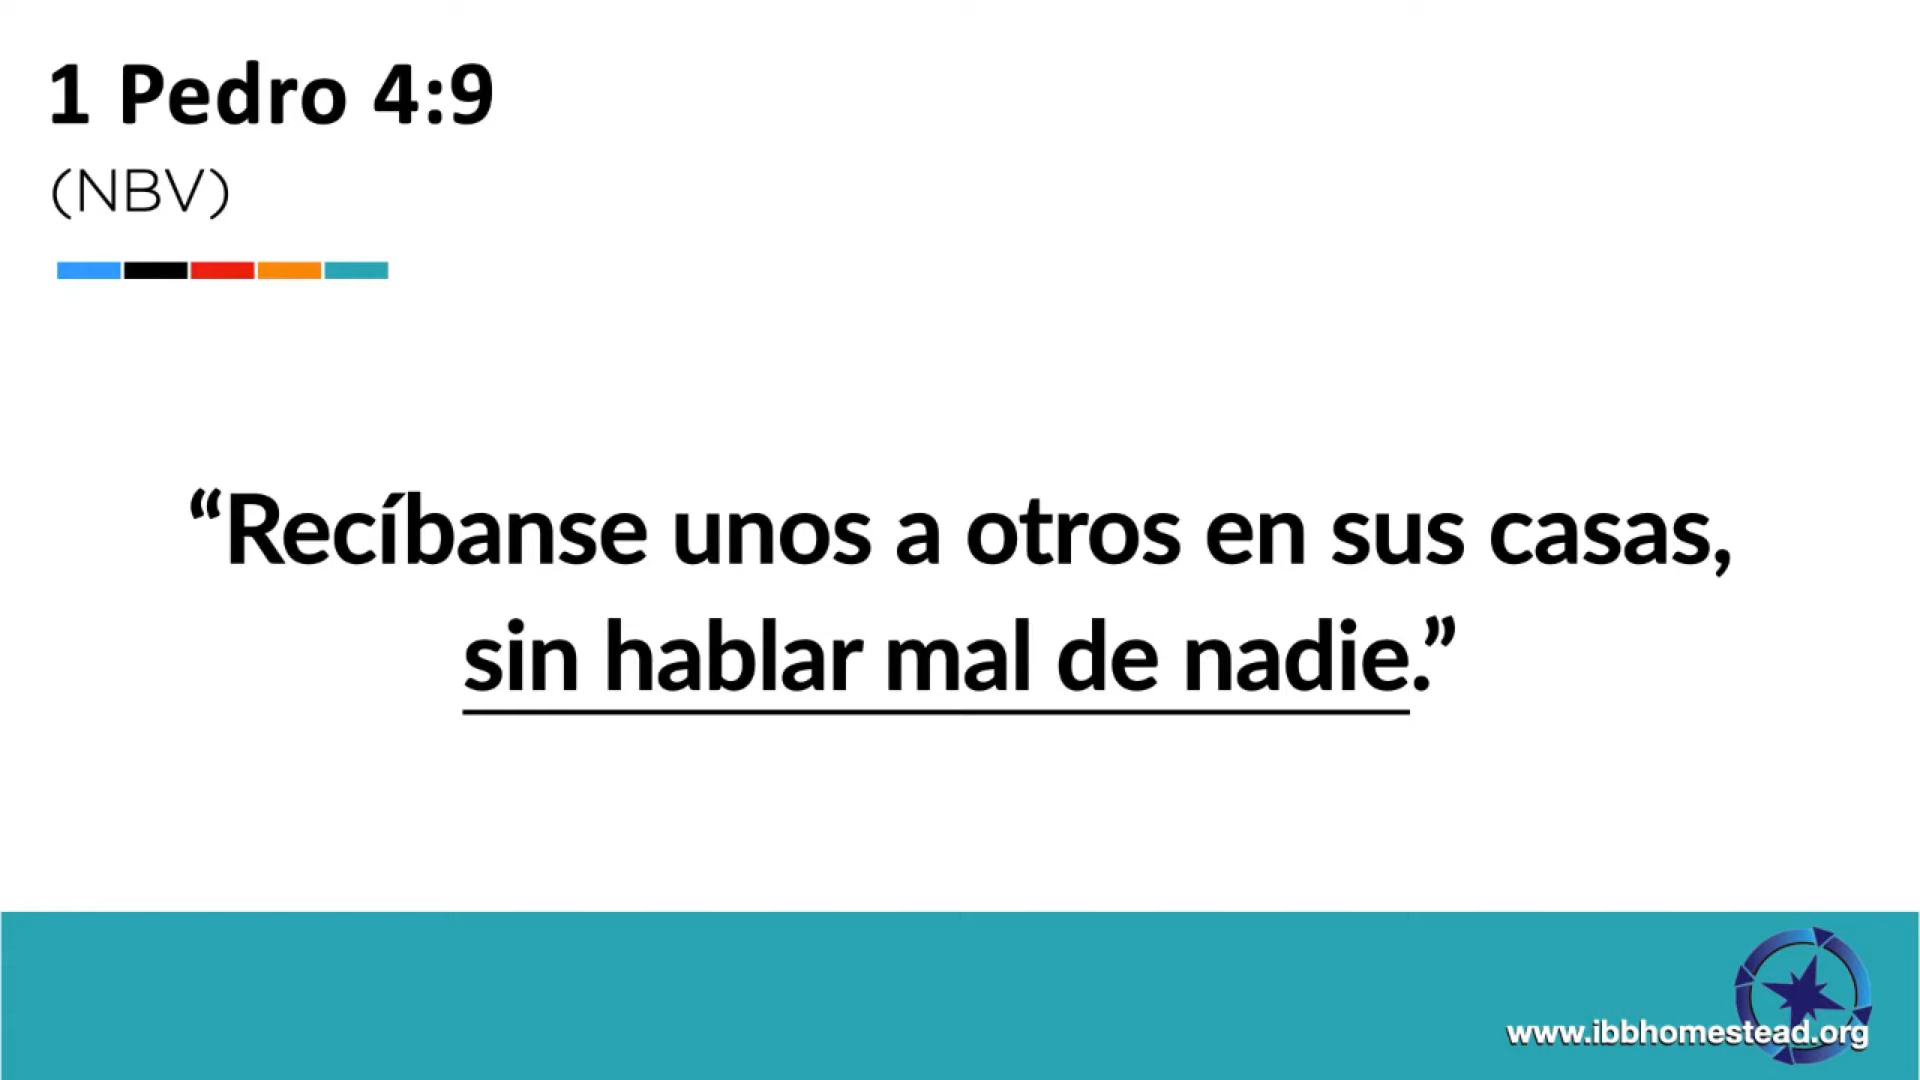 1 Pedro 4:9
(NBV)
“Recíbanse unos a otros en sus casas,
sin hablar mal de nadie.”
www.ibbhomestead.org